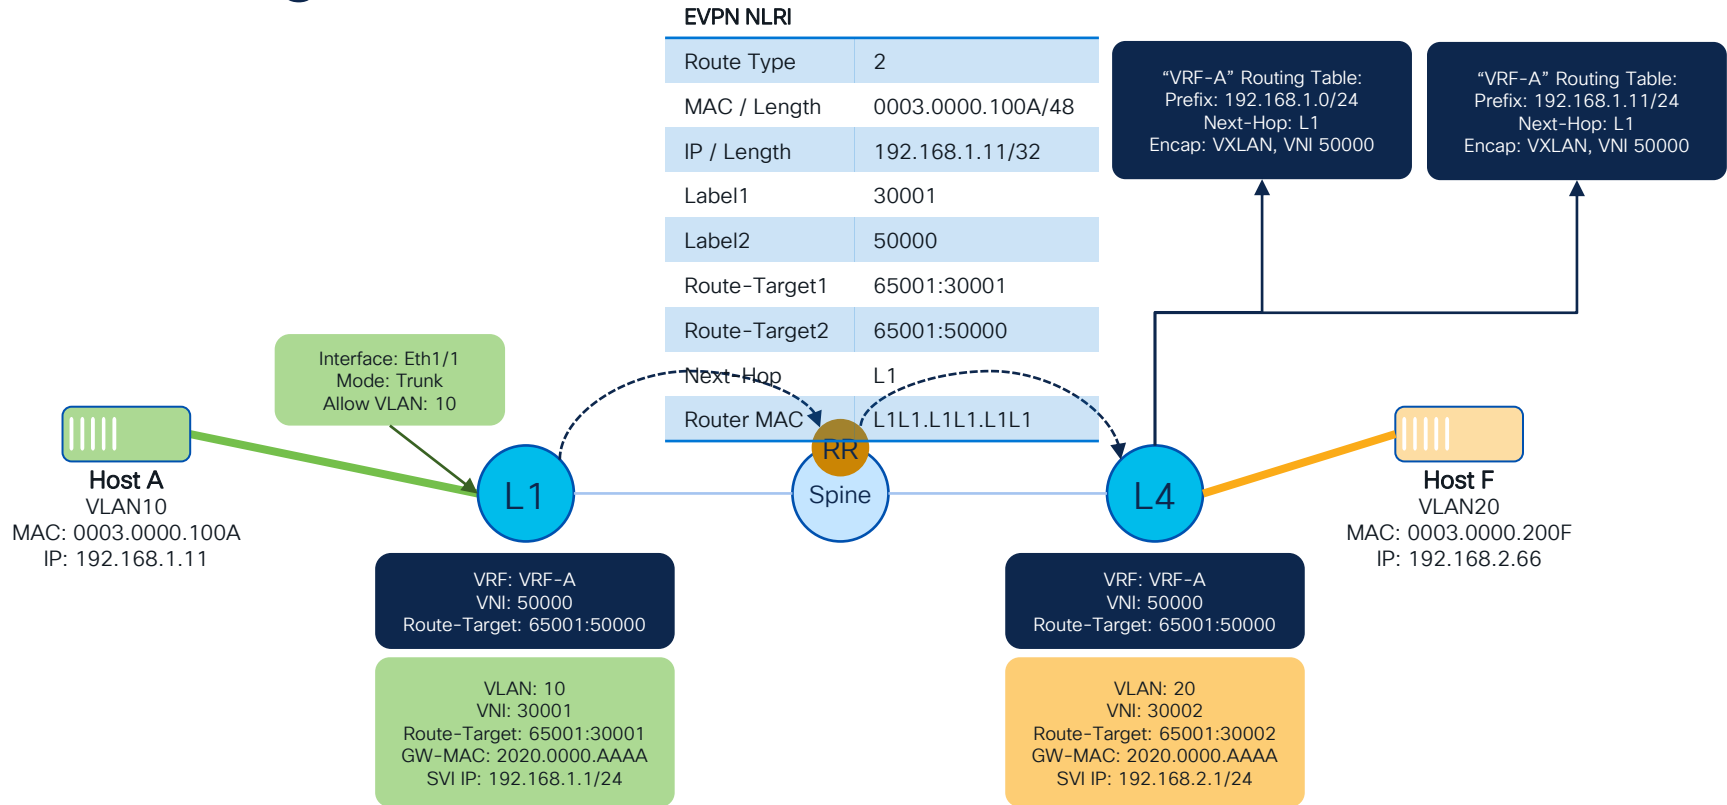 EVPN NLRI
Route Type 2
MAC / Length 0003.0000.100A/48
IP / Length 192.168.1.11/32
Label1 30001
Label2 50000
Route-Target1 65001:30001
Route-Target2 65001:50000
Next-Hop L1
Router MAC L1L1.L1L1.L1L1
“VRF-A” Routing Table:
Prefix: 192.168.1.0/24
Next-Hop: L1
Encap: VXLAN, VNI 50000
“VRF-A” Routing Table:
Prefix: 192.168.1.11/24
Next-Hop: L1
Encap: VXLAN, VNI 50000
Interface: Eth1/1
Mode: Trunk
Allow VLAN: 10
Host A
VLAN10
MAC: 0003.0000.100A
IP: 192.168.1.11
L1
RR
Spine
L4
Host F
VLAN20
MAC: 0003.0000.200F
IP: 192.168.2.66
VRF: VRF-A
VNI: 50000
Route-Target: 65001:50000
VLAN: 10
VNI: 30001
Route-Target: 65001:30001
GW-MAC: 2020.0000.AAAA
SVI IP: 192.168.1.1/24
VRF: VRF-A
VNI: 50000
Route-Target: 65001:50000
VLAN: 20
VNI: 30002
Route-Target: 65001:30002
GW-MAC: 2020.0000.AAAA
SVI IP: 192.168.2.1/24